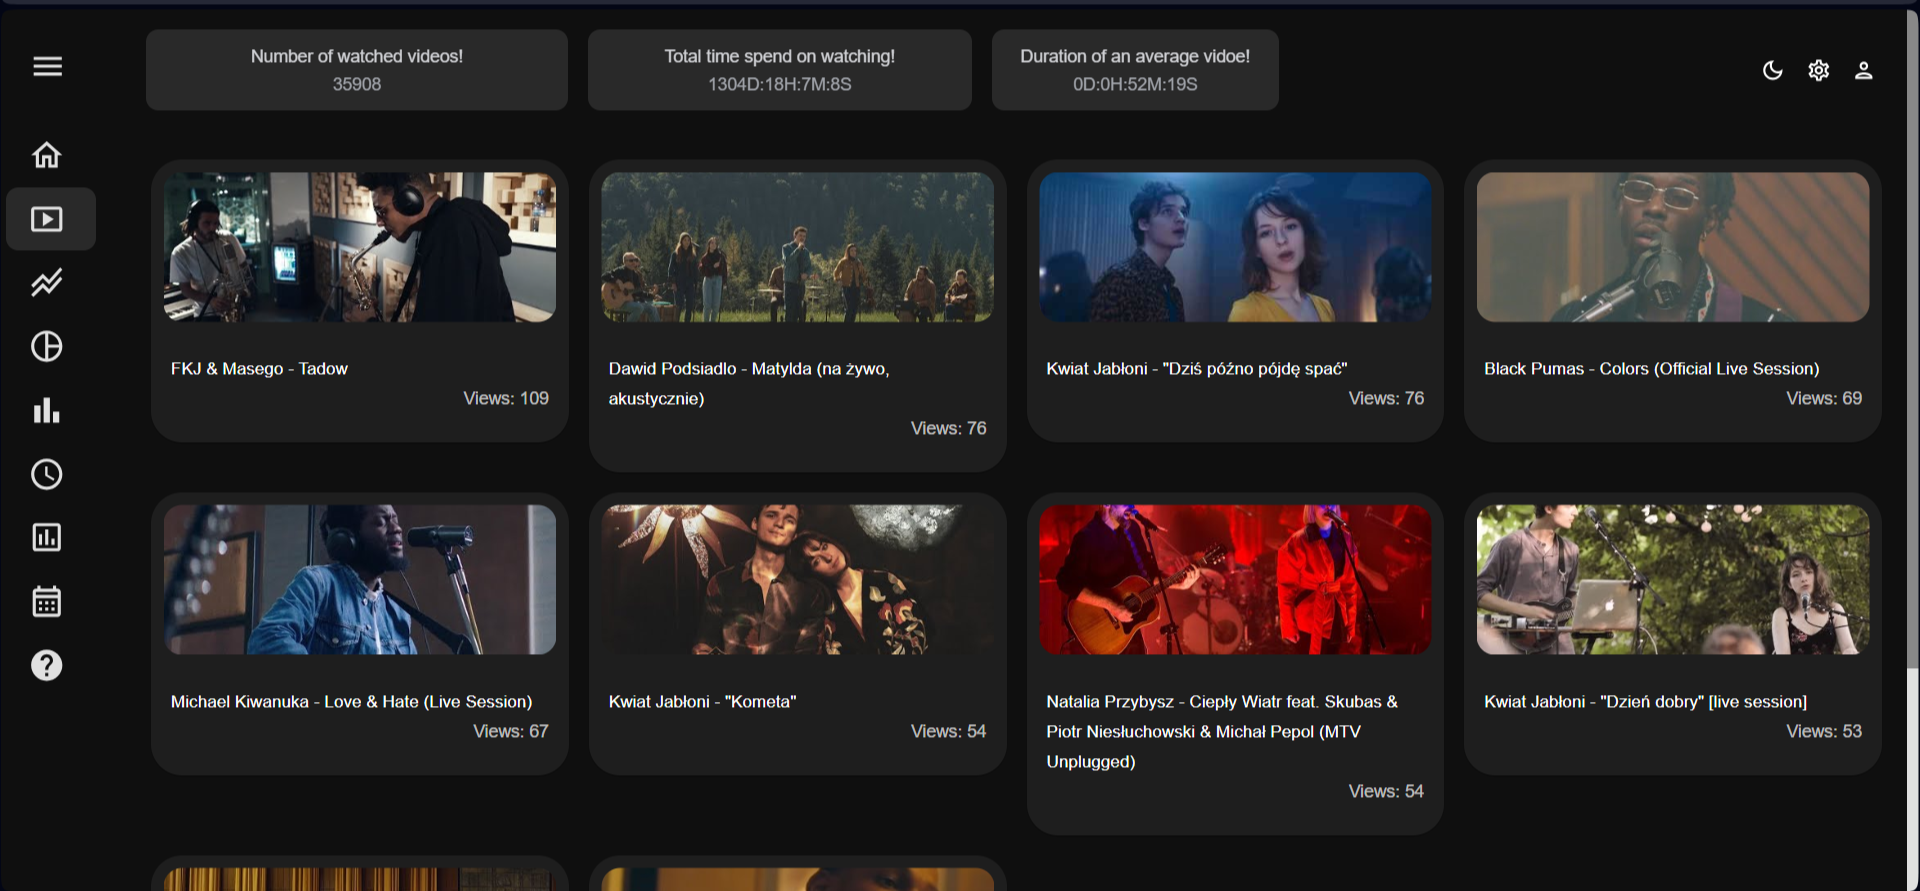 Number of watched videos!
35908
Total time spend on watching!
1304D:18H:7M:8S
Duration of an average vidoe!
0D:0H:52M:19S
FKJ & Masego - Tadow
Views: 109
Dawid Podsiadlo - Matylda (na żywo,
akustycznie)
Views: 76
Kwiat Jabłoni - "Dziś późno pójdę spać"
Views: 76
Black Pumas - Colors (Official Live Session)
Views: 69
Michael Kiwanuka - Love & Hate (Live Session)
Views: 67
Kwiat Jabłoni - "Kometa"
Views: 54
Natalia Przybysz - Ciepły Wiatr feat. Skubas &
Piotr Niesłuchowski & Michał Pepol (MTV
Unplugged)
Views: 54
Kwiat Jabłoni - "Dzień dobry" [live session]
Views: 53